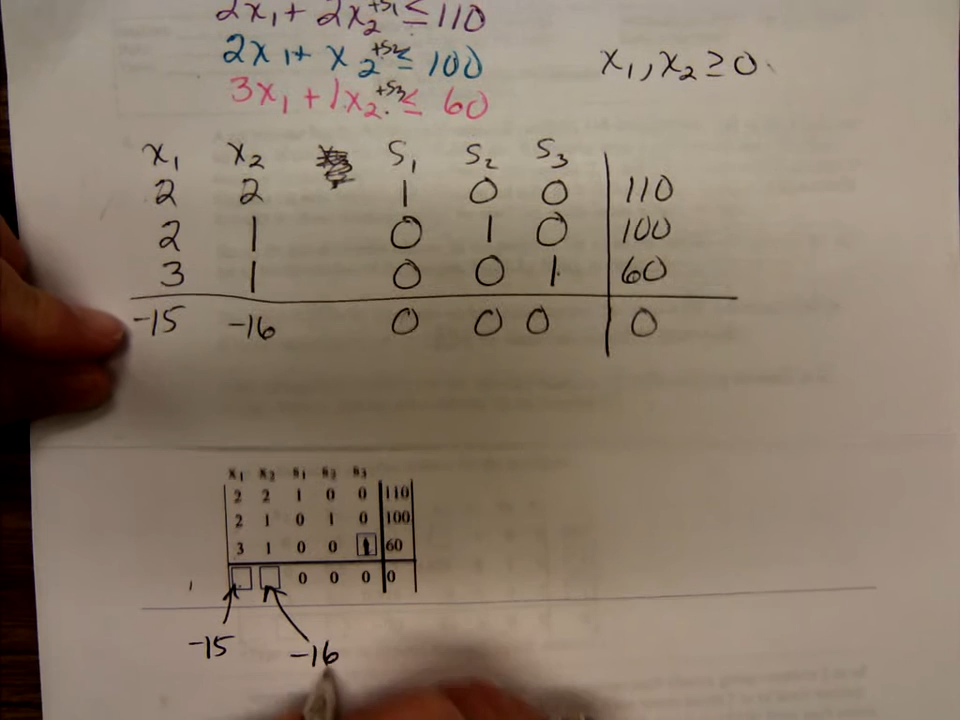 2x₁ + 2x₂ +s₁ ≤ 110
2x₁ + x₂ +s₂ ≤ 100
x₁, x₂ ≥ 0
3x₁ + 1x₂ +s₃ ≤ 60
x₁ x₂ s₁ s₂ s₃
2 2 1 0 0 | 110
2 1 0 1 0 | 100
3 1 0 0 1 | 60
-15 -16 0 0 0 | 0
x₁ x₂ s₁ s₂ s₃
2 2 1 0 0 110
2 1 0 1 0 100
3 1 0 0 1 60
0 0 0 0
-15 -16